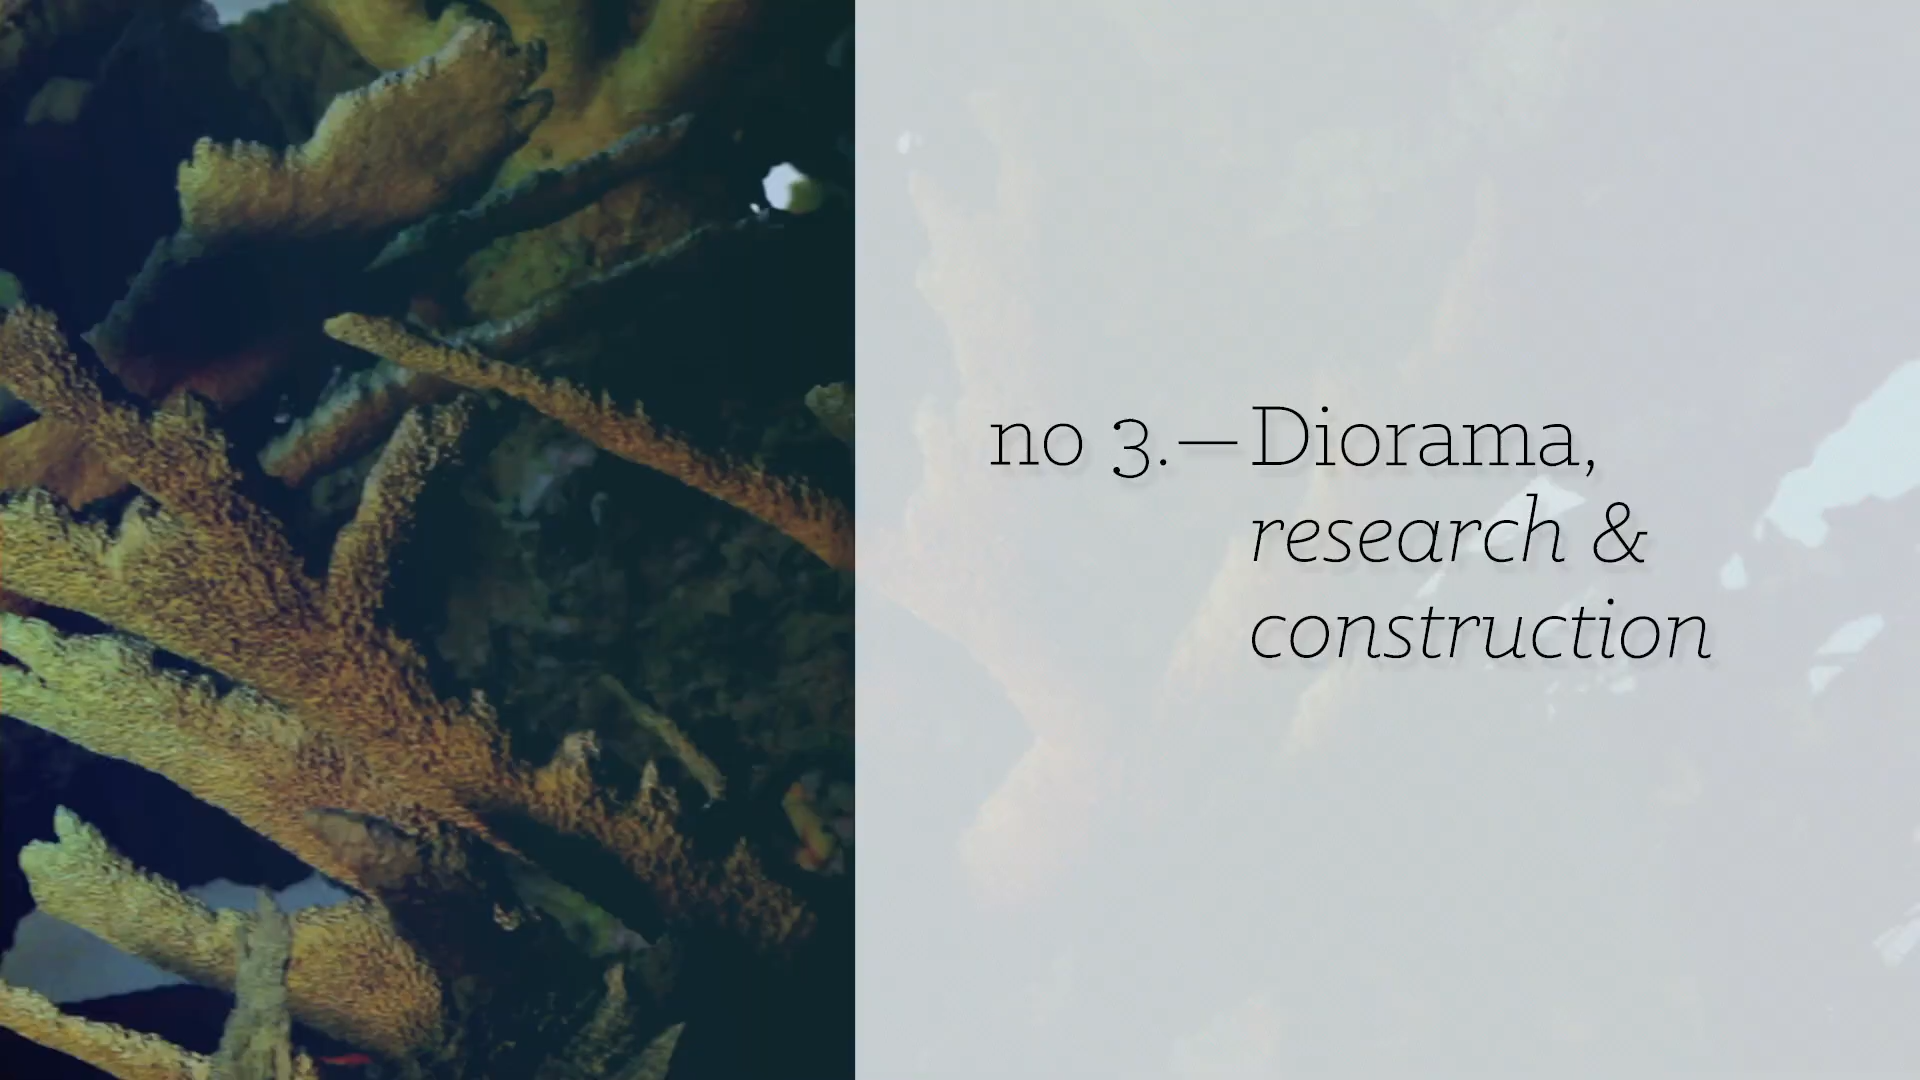 no 3.—Diorama,
research &
construction